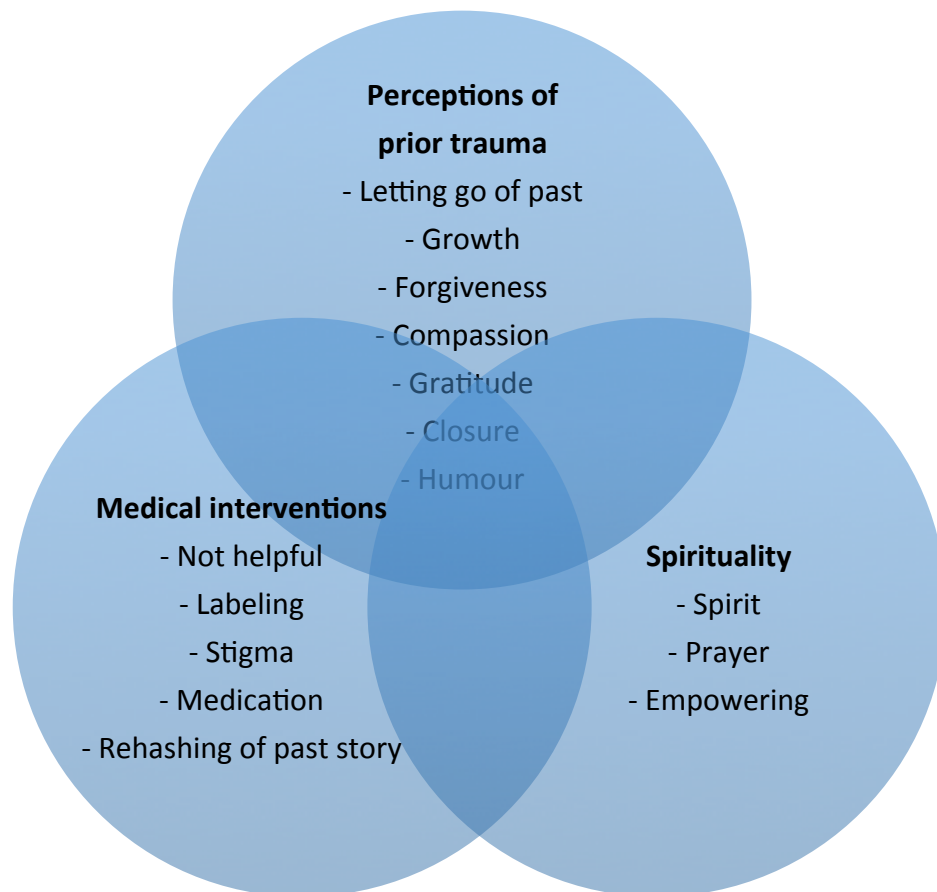 Perceptions of
prior trauma
- Letting go of past
- Growth
- Forgiveness
- Compassion
- Gratitude
- Closure
- Humour
Medical interventions
- Not helpful
- Labeling
- Stigma
- Medication
- Rehashing of past story
Spirituality
- Spirit
- Prayer
- Empowering